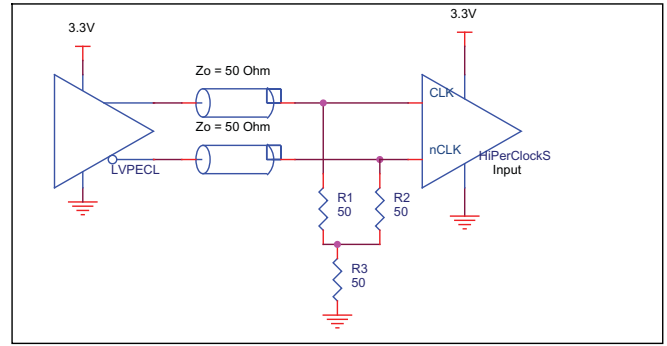 3.3V
3.3V
Zo = 50 Ohm
CLK
Zo = 50 Ohm
nCLK
LVPECL
HiPerClockS
Input
R1
50
R2
50
R3
50